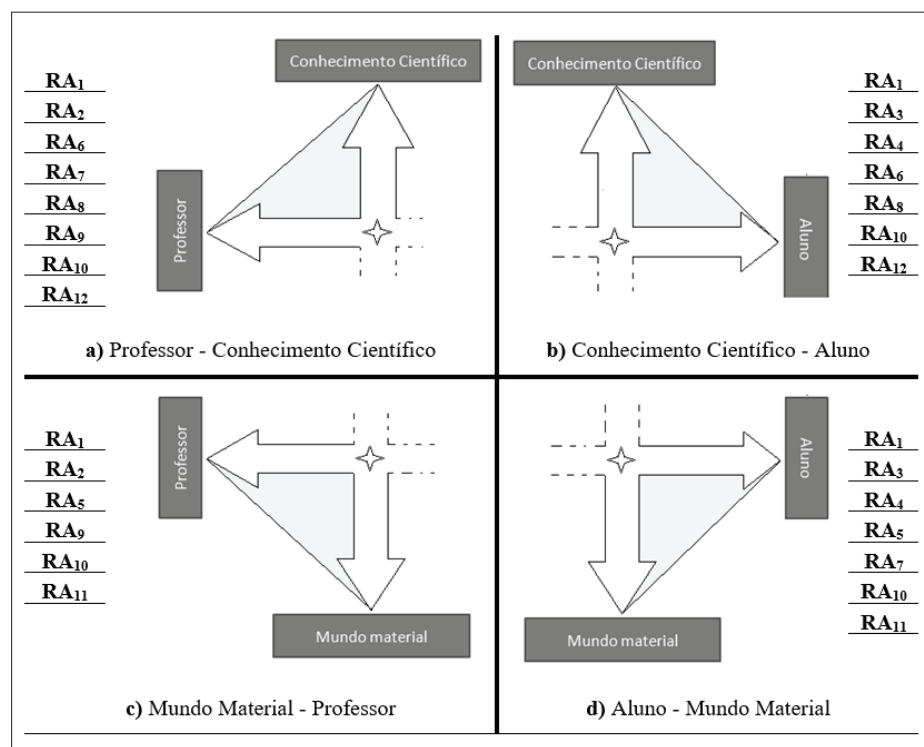 RA1
RA2
RA6
RA7
RA8
RA9
RA10
RA12
Conhecimento Científico
Professor
a) Professor - Conhecimento Científico
Conhecimento Científico
Aluno
RA1
RA3
RA4
RA6
RA8
RA10
RA12
b) Conhecimento Científico - Aluno
RA1
RA2
RA5
RA9
RA10
RA11
Professor
Mundo material
c) Mundo Material - Professor
Aluno
Mundo material
RA1
RA3
RA4
RA5
RA7
RA10
RA11
d) Aluno - Mundo Material